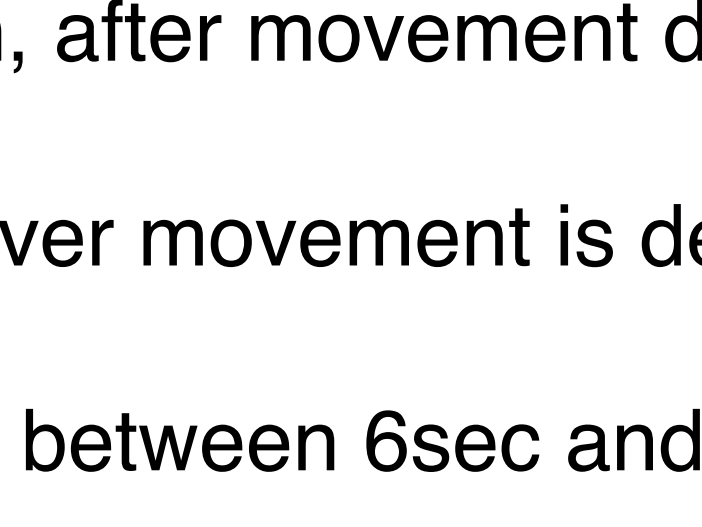 , after movement d
ver movement is de
between 6sec and